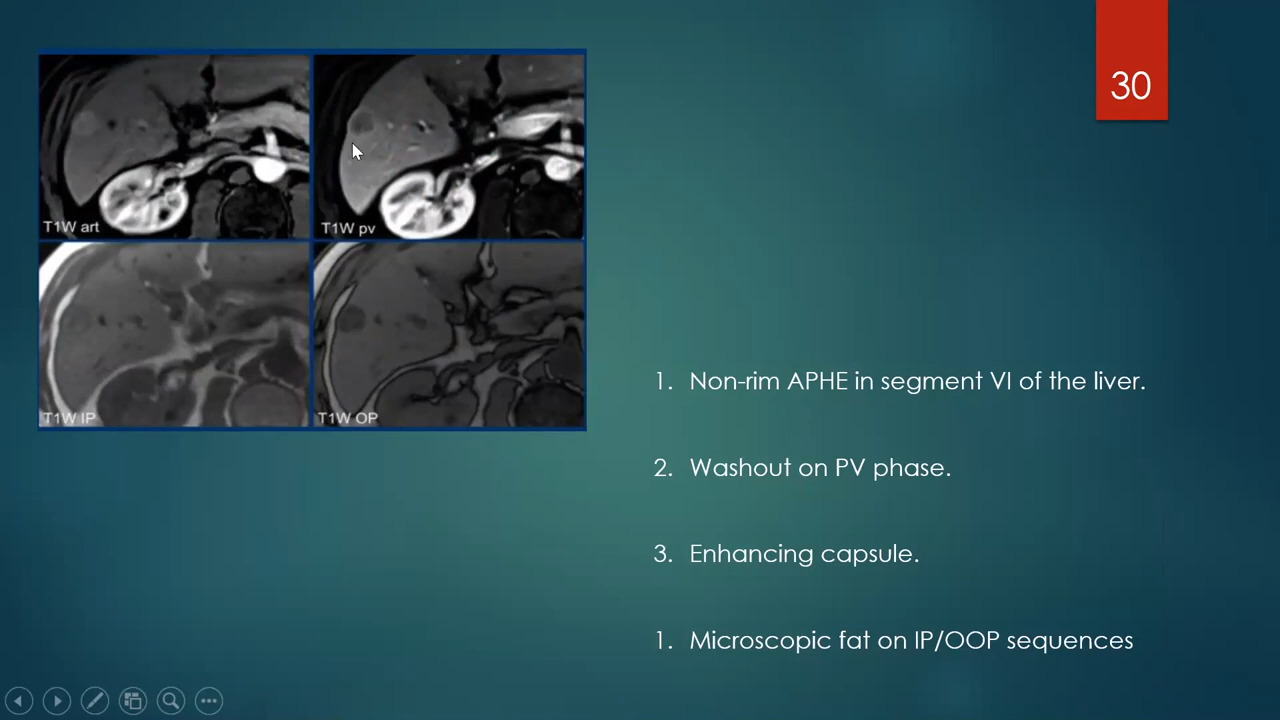 30
T1W art
T1W pv
T1W IP
T1W OP
1. Non-rim APHE in segment VI of the liver.
2. Washout on PV phase.
3. Enhancing capsule.
1. Microscopic fat on IP/OOP sequences